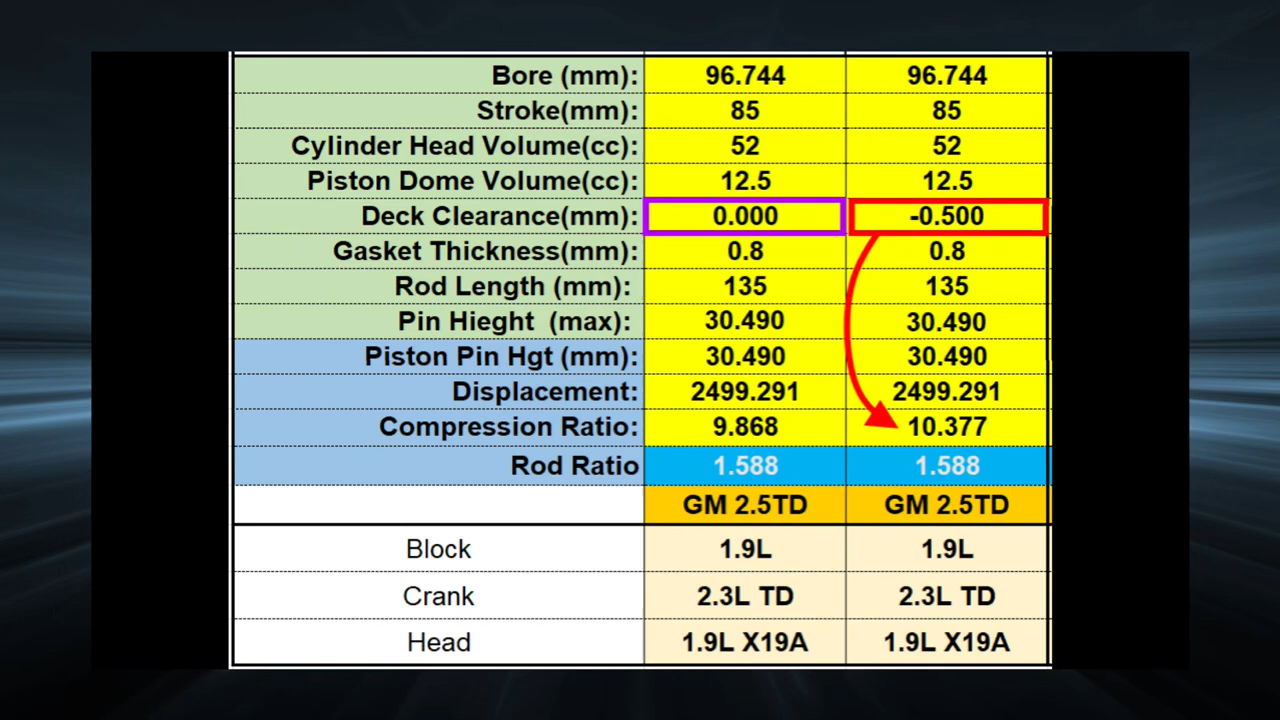 Bore (mm): 96.744 96.744
Stroke(mm): 85 85
Cylinder Head Volume(cc): 52 52
Piston Dome Volume(cc): 12.5 12.5
Deck Clearance(mm): 0.000 -0.500
Gasket Thickness(mm): 0.8 0.8
Rod Length (mm): 135 135
Pin Hieght (max): 30.490 30.490
Piston Pin Hgt (mm): 30.490 30.490
Displacement: 2499.291 2499.291
Compression Ratio: 9.868 10.377
Rod Ratio 1.588 1.588
GM 2.5TD GM 2.5TD
Block 1.9L 1.9L
Crank 2.3L TD 2.3L TD
Head 1.9L X19A 1.9L X19A